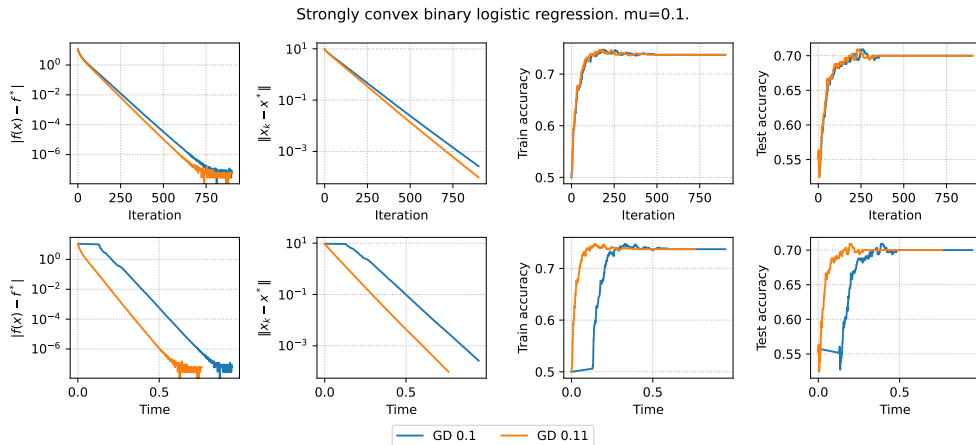 Strongly convex binary logistic regression. mu=0.1.
|f(x) − f*|
10^0
10^-2
10^-4
10^-6
0 250 500 750
Iteration
‖x_k − x*‖
10^1
10^-1
10^-3
0 250 500 750
Iteration
Train accuracy
0.7
0.6
0.5
0 250 500 750
Iteration
Test accuracy
0.70
0.65
0.60
0.55
0 250 500 750
Iteration
|f(x) − f*|
10^0
10^-2
10^-4
10^-6
0.0 0.5
Time
‖x_k − x*‖
10^1
10^-1
10^-3
0.0 0.5
Time
Train accuracy
0.7
0.6
0.5
0.0 0.5
Time
Test accuracy
0.70
0.65
0.60
0.55
0.0 0.5
Time
GD 0.1 GD 0.11